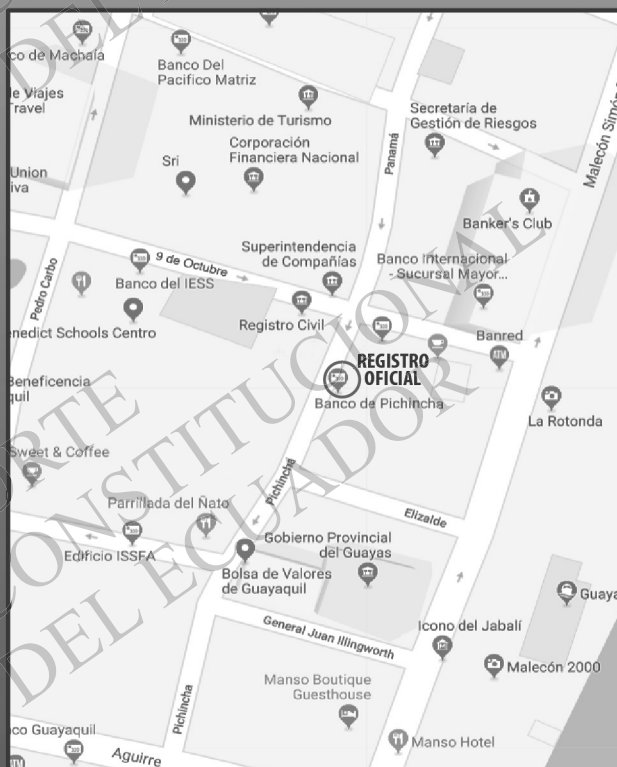 co de Machala
Banco Del
Pacifico Matriz
e Viajes
Travel
Ministerio de Turismo
Secretaría de
Gestión de Riesgos
Malecón Simón
Panamá
Corporación
Financiera Nacional
Sri
Union
iva
Banker's Club
Superintendencia
de Compañías
Banco Internacional
- Sucursal Mayor...
9 de Octubre
Banco del IESS
Pedro Carbo
Registro Civil
enedict Schools Centro
Banred
ATM
REGISTRO
OFICIAL
Banco de Pichincha
Beneficencia
quil
La Rotonda
Sweet & Coffee
Pichincha
Parrillada del Ñato
Elizalde
Edificio ISSFA
Gobierno Provincial
del Guayas
Bolsa de Valores
de Guayaquil
Guaya
General Juan Illingworth
Icono del Jabalí
Malecón 2000
Manso Boutique
Guesthouse
Pichincha
co Guayaquil
Manso Hotel
Aguirre
ATM
CORTE
CONSTITUCIONAL
DEL ECUADOR